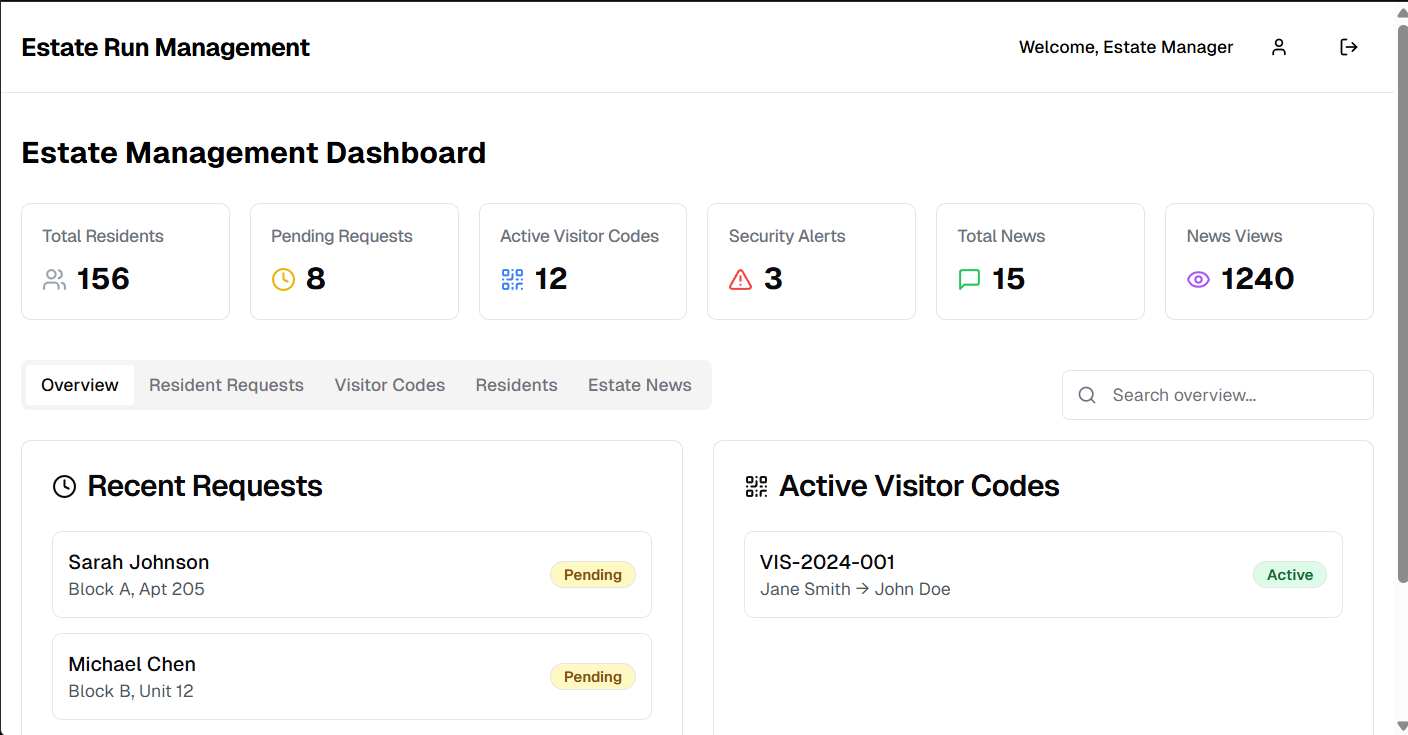 Estate Run Management
Welcome, Estate Manager
Estate Management Dashboard
Total Residents
156
Pending Requests
8
Active Visitor Codes
12
Security Alerts
3
Total News
15
News Views
1240
Overview
Resident Requests
Visitor Codes
Residents
Estate News
Search overview...
Recent Requests
Sarah Johnson
Block A, Apt 205
Pending
Michael Chen
Block B, Unit 12
Pending
Active Visitor Codes
VIS-2024-001
Jane Smith → John Doe
Active